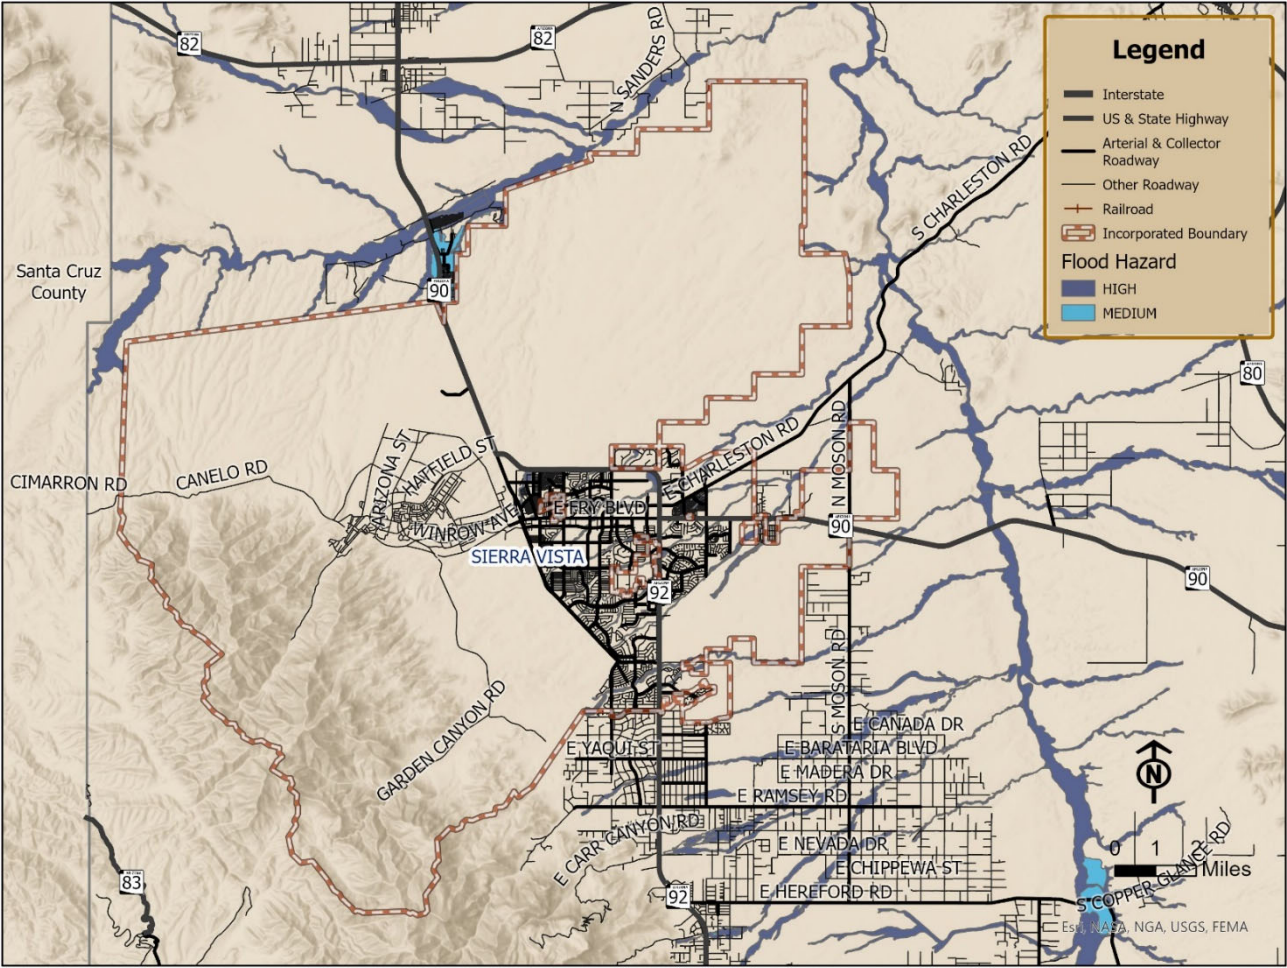 82
82
N SANDERS RD
Legend
Interstate
US & State Highway
Arterial & Collector
Roadway
Other Roadway
Railroad
Incorporated Boundary
Flood Hazard
HIGH
MEDIUM
S CHARLESTON RD
Santa Cruz
County
90
80
CIMARRON RD
CANELO RD
ARIZONA ST
HATFIELD ST
WINROW AVE
E FRY BLVD
E CHARLESTON RD
N MOSON RD
90
SIERRA VISTA
92
90
S MOSON RD
GARDEN CANYON RD
E YAQUI ST
E CANADA DR
E BARATARIA BLVD
E MADERA DR
E RAMSEY RD
N
E CARR CANYON RD
E NEVADA DR
E CHIPPEWA ST
E HEREFORD RD
83
92
0 1
Miles
S COPPER GLANCE RD
Esri, NASA, NGA, USGS, FEMA